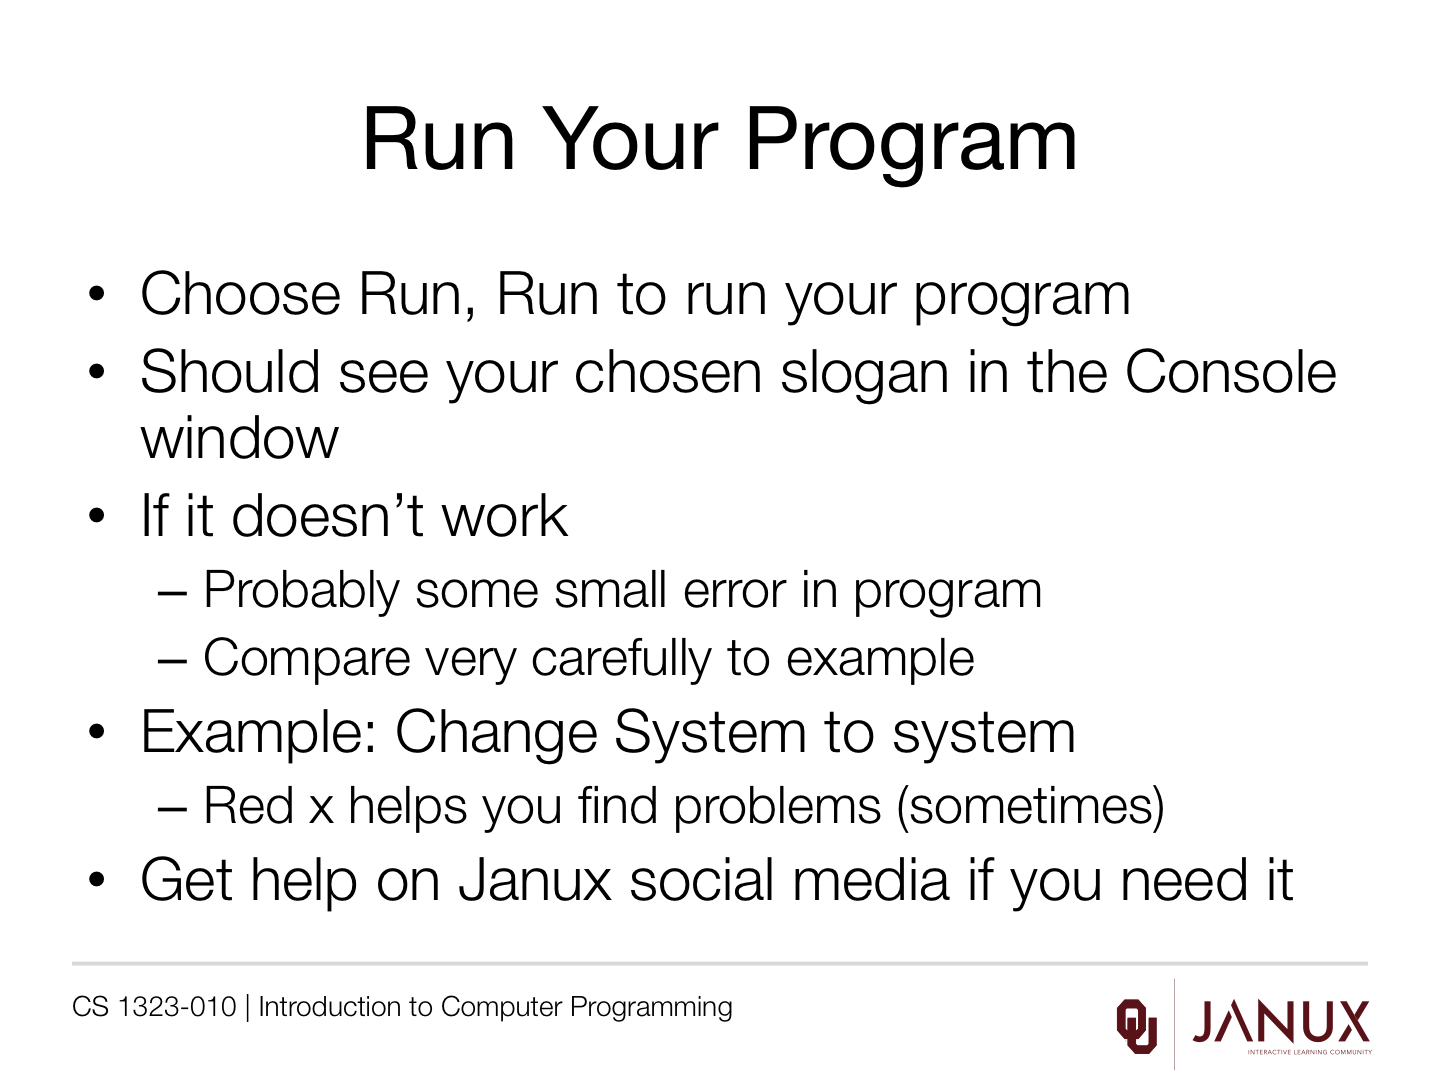 Run Your Program
• Choose Run, Run to run your program
• Should see your chosen slogan in the Console
window
• If it doesn’t work
– Probably some small error in program
– Compare very carefully to example
• Example: Change System to system
– Red x helps you find problems (sometimes)
• Get help on Janux social media if you need it
CS 1323-010 | Introduction to Computer Programming
OU
JANUX
INTERACTIVE LEARNING COMMUNITY